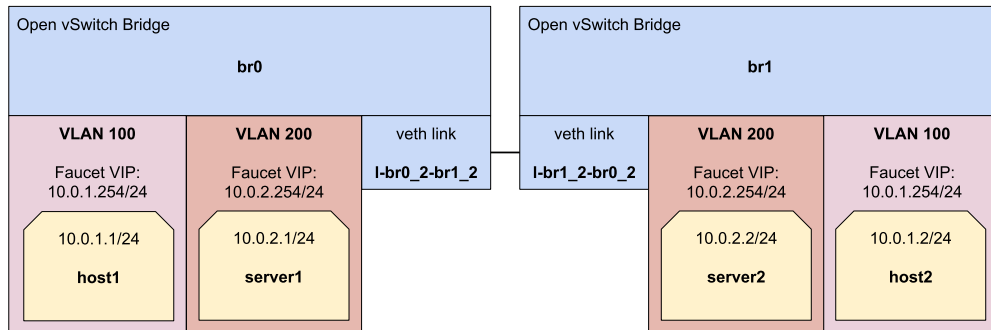 Open vSwitch Bridge
br0
VLAN 100
Faucet VIP:
10.0.1.254/24
10.0.1.1/24
host1
VLAN 200
Faucet VIP:
10.0.2.254/24
10.0.2.1/24
server1
veth link
l-br0_2-br1_2
Open vSwitch Bridge
br1
veth link
l-br1_2-br0_2
VLAN 200
Faucet VIP:
10.0.2.254/24
10.0.2.2/24
server2
VLAN 100
Faucet VIP:
10.0.1.254/24
10.0.1.2/24
host2